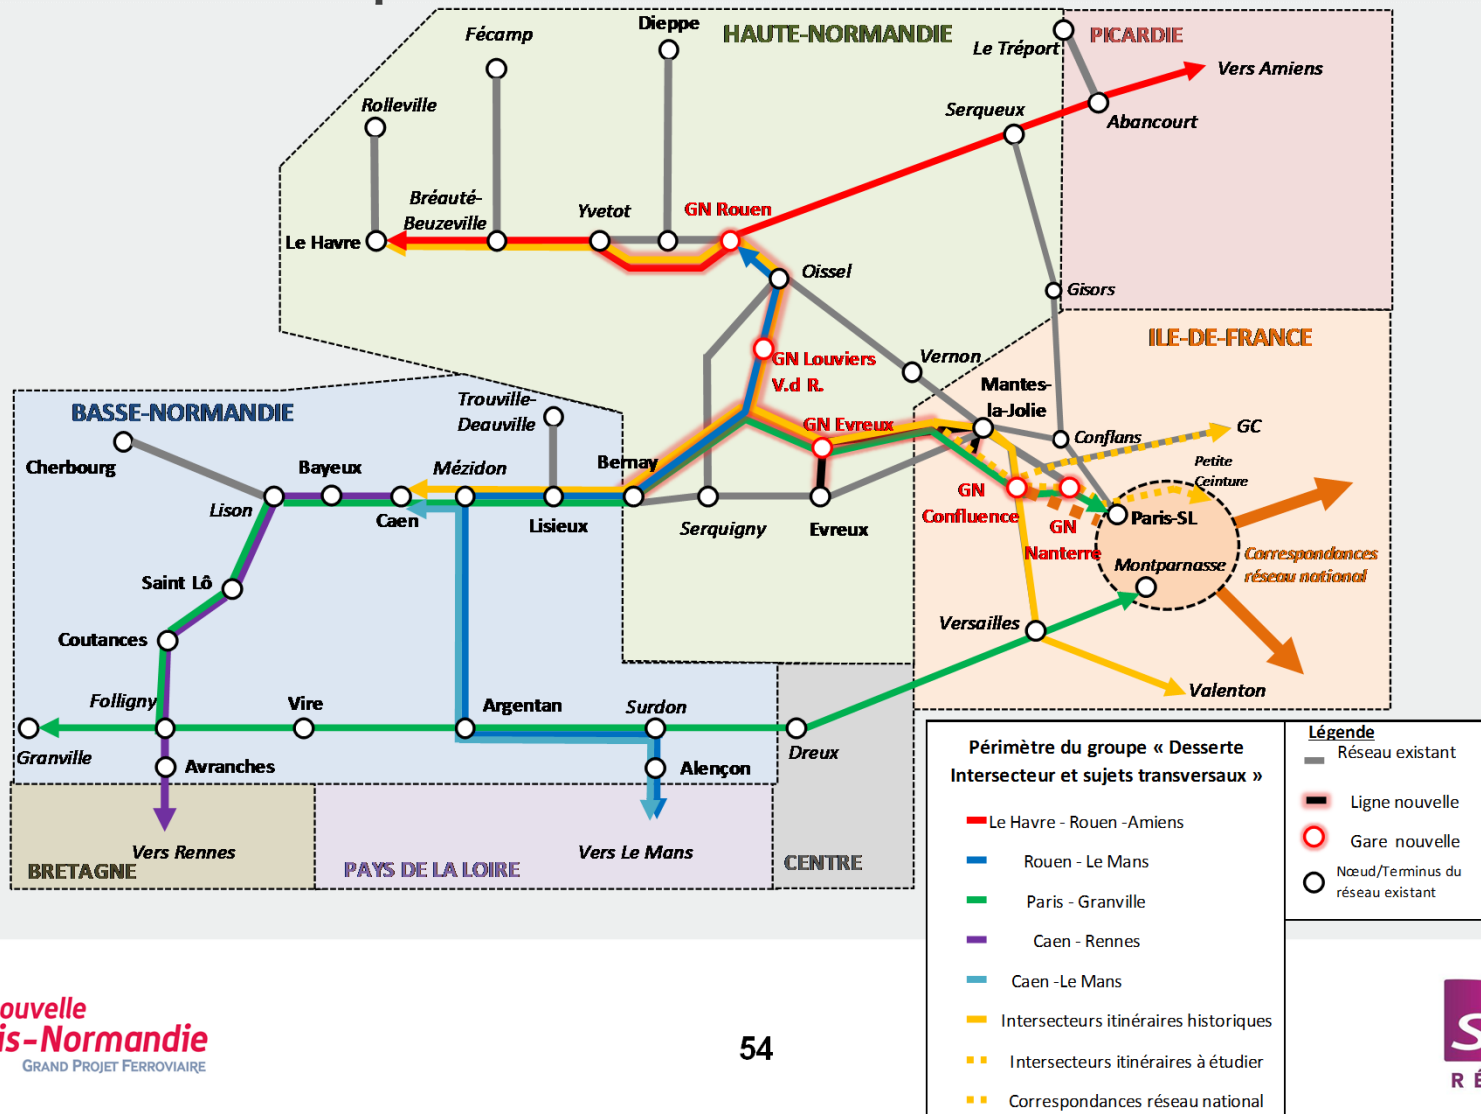 Dieppe
HAUTE-NORMANDIE
PICARDIE
Fécamp
Le Tréport
Vers Amiens
Rolleville
Serqueux
Abancourt
Bréauté-
Beuzeville
Yvetot
GN Rouen
Le Havre
Oissel
Gisors
ILE-DE-FRANCE
GN Louviers
V.d R.
Vernon
Mantes-
la-Jolie
BASSE-NORMANDIE
Trouville-
Deauville
GN Evreux
GC
Conflans
Cherbourg
Bayeux
Mézidon
Bernay
Petite
Ceinture
Lison
Caen
Lisieux
Serquigny
Evreux
GN
Confluence
GN
Nanterre
Paris-SL
Correspondances
réseau national
Montparnasse
Saint Lô
Coutances
Versailles
Valenton
Folligny
Vire
Argentan
Surdon
Granville
Avranches
Alençon
Dreux
Vers Rennes
Vers Le Mans
BRETAGNE
PAYS DE LA LOIRE
CENTRE
Périmètre du groupe « Desserte
Intersecteur et sujets transversaux »
Le Havre - Rouen -Amiens
Rouen - Le Mans
Paris - Granville
Caen - Rennes
Caen -Le Mans
Intersecteurs itinéraires historiques
Intersecteurs itinéraires à étudier
Correspondances réseau national
Légende
Réseau existant
Ligne nouvelle
Gare nouvelle
Nœud/Terminus du
réseau existant
ouvelle
is-Normandie
GRAND PROJET FERROVIAIRE
54
S
R É